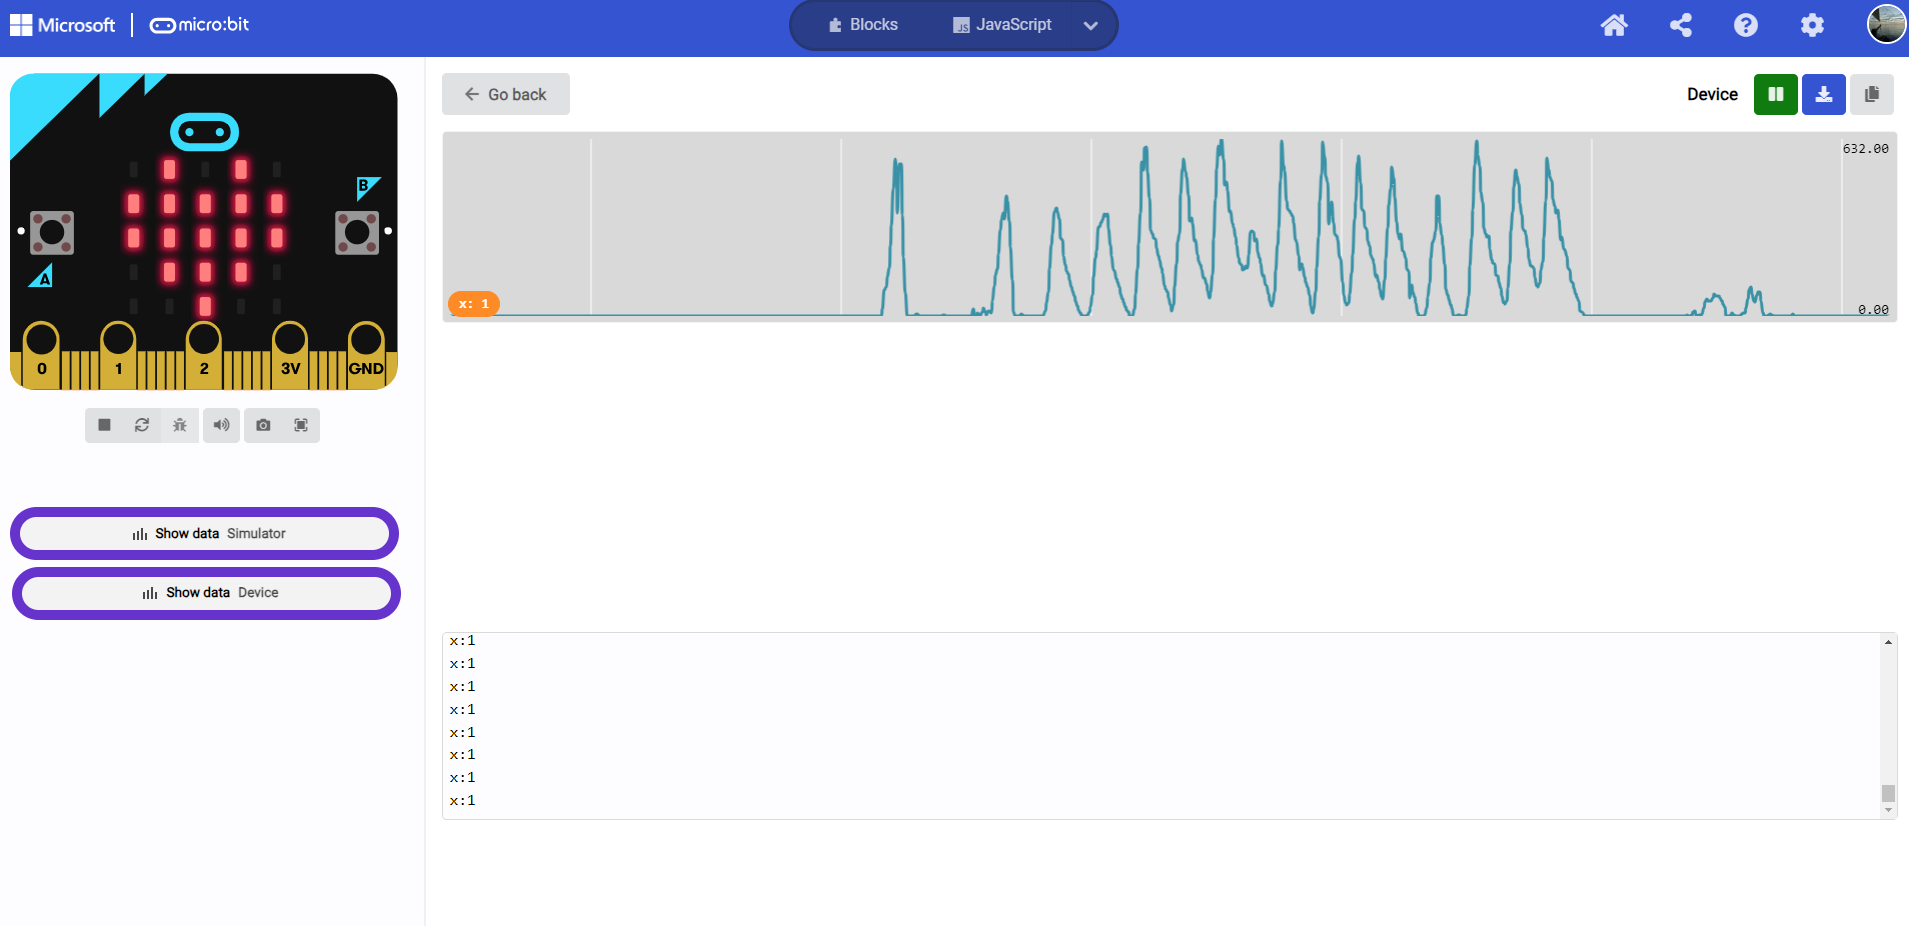 Microsoft micro:bit Blocks JavaScript
Go back
Device
632.00
0.00
x: 1
A
B
0 1 2 3V GND
Show data Simulator
Show data Device
x:1
x:1
x:1
x:1
x:1
x:1
x:1
x:1